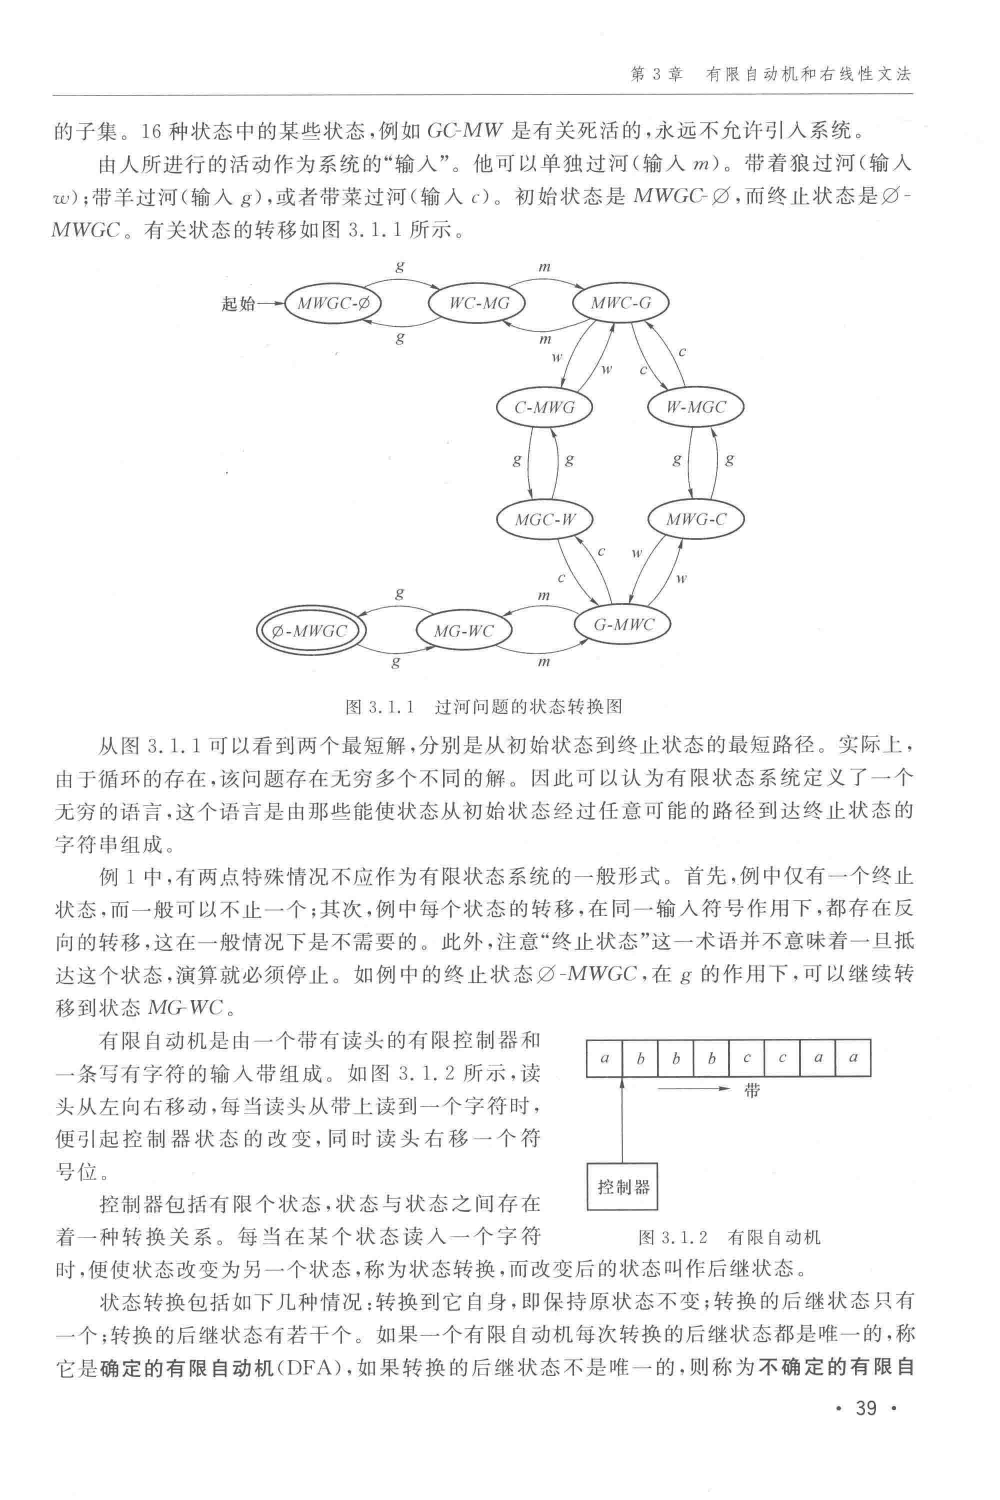 第 3 章 有限自动机和右线性文法
的子集。16 种状态中的某些状态,例如 GC-MW 是有关死活的,永远不允许引入系统。
由人所进行的活动作为系统的“输入”。他可以单独过河(输入 m)。带着狼过河(输入
w);带羊过河(输入 g),或者带菜过河(输入 c)。初始状态是 MWGC-∅,而终止状态是∅-
MWGC。有关状态的转移如图 3.1.1 所示。
g m
起始 MWGC-∅ WC-MG MWC-G
g m
w w c c
C-MWG W-MGC
g g g g
MGC-W MWG-C
c c w w
g m
∅-MWGC MG-WC G-MWC
g m
图 3.1.1 过河问题的状态转换图
从图 3.1.1 可以看到两个最短解,分别是从初始状态到终止状态的最短路径。实际上,
由于循环的存在,该问题存在无穷多个不同的解。因此可以认为有限状态系统定义了一个
无穷的语言,这个语言是由那些能使状态从初始状态经过任意可能的路径到达终止状态的
字符串组成。
例 1 中,有两点特殊情况不应作为有限状态系统的一般形式。首先,例中仅有一个终止
状态,而一般可以不止一个;其次,例中每个状态的转移,在同一输入符号作用下,都存在反
向的转移,这在一般情况下是不需要的。此外,注意“终止状态”这一术语并不意味着一旦抵
达这个状态,演算就必须停止。如例中的终止状态∅-MWGC,在 g 的作用下,可以继续转
移到状态 MG-WC。
有限自动机是由一个带有读头的有限控制器和
一条写有字符的输入带组成。如图 3.1.2 所示,读
头从左向右移动,每当读头从带上读到一个字符时,
便引起控制器状态的改变,同时读头右移一个符
号位。
控制器包括有限个状态,状态与状态之间存在
着一种转换关系。每当在某个状态读入一个字符
a b b b c c a a
带
控制器
图 3.1.2 有限自动机
时,便使状态改变为另一个状态,称为状态转换,而改变后的状态叫作后继状态。
状态转换包括如下几种情况:转换到它自身,即保持原状态不变;转换的后继状态只有
一个;转换的后继状态有若干个。如果一个有限自动机每次转换的后继状态都是唯一的,称
它是确定的有限自动机(DFA),如果转换的后继状态不是唯一的,则称为不确定的有限自
· 39 ·